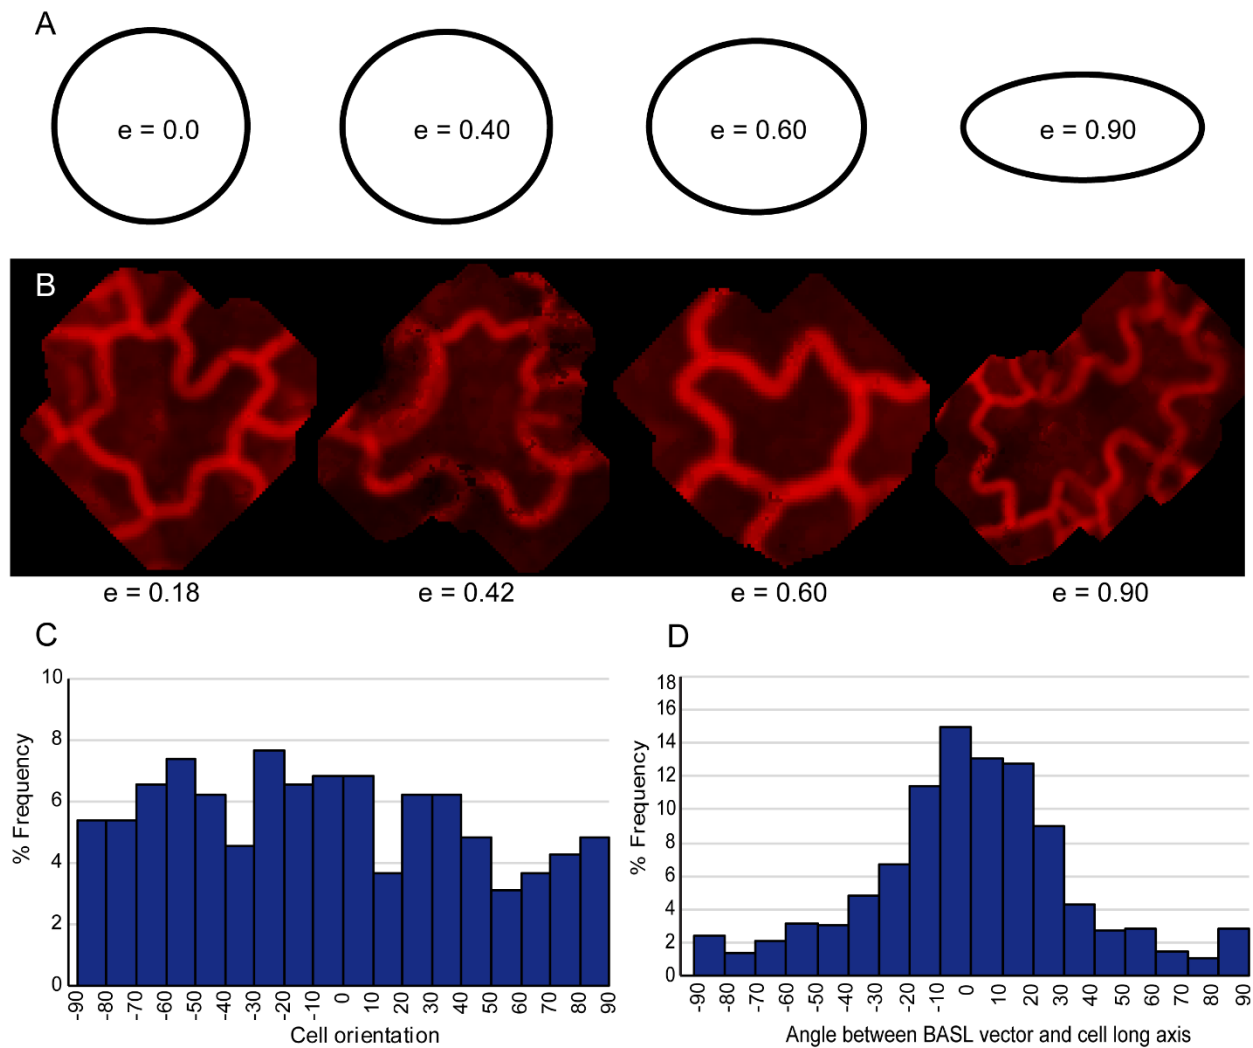 A
e = 0.0
e = 0.40
e = 0.60
e = 0.90
B
e = 0.18
e = 0.42
e = 0.60
e = 0.90
C
% Frequency
10
8
6
4
2
0
-90 -80 -70 -60 -50 -40 -30 -20 -10 0 10 20 30 40 50 60 70 80 90
Cell orientation
D
% Frequency
18
16
14
12
10
8
6
4
2
0
-90 -80 -70 -60 -50 -40 -30 -20 -10 0 10 20 30 40 50 60 70 80 90
Angle between BASL vector and cell long axis